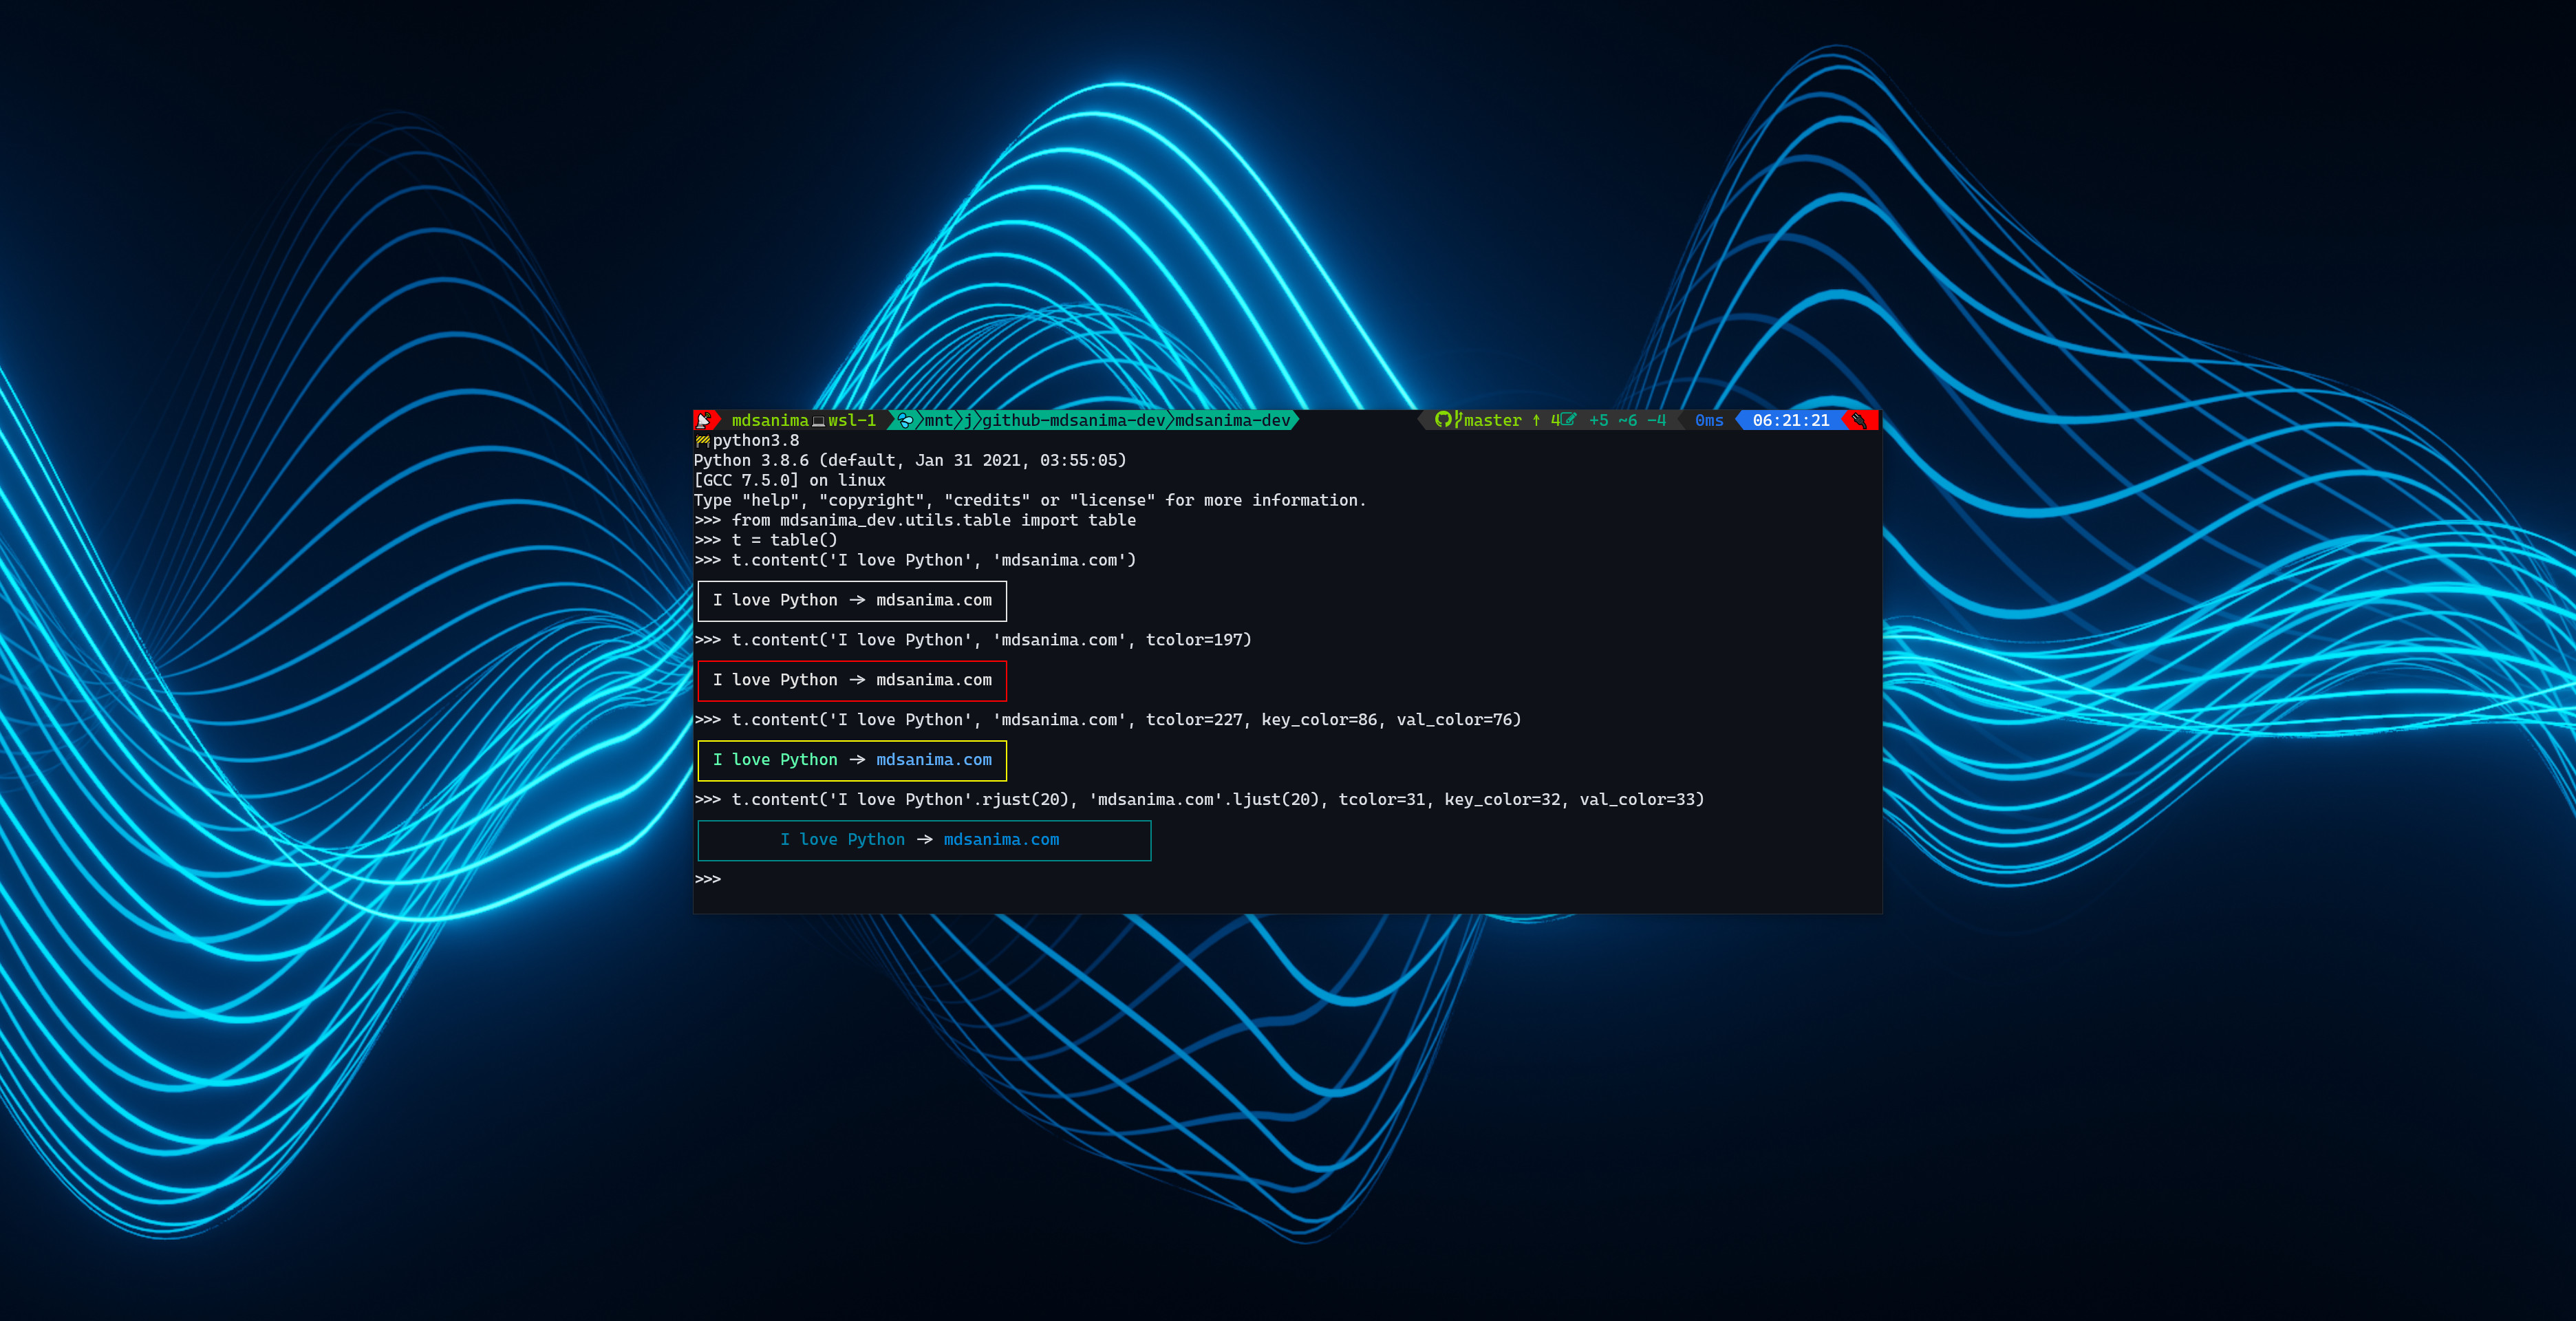 mdsanima wsl-1 mnt j github-mdsanima-dev mdsanima-dev master ↑ 4 +5 ~6 -4 0ms 06:21:21
python3.8
Python 3.8.6 (default, Jan 31 2021, 03:55:05)
[GCC 7.5.0] on linux
Type "help", "copyright", "credits" or "license" for more information.
>>> from mdsanima_dev.utils.table import table
>>> t = table()
>>> t.content('I love Python', 'mdsanima.com')
I love Python → mdsanima.com
>>> t.content('I love Python', 'mdsanima.com', tcolor=197)
I love Python → mdsanima.com
>>> t.content('I love Python', 'mdsanima.com', tcolor=227, key_color=86, val_color=76)
I love Python → mdsanima.com
>>> t.content('I love Python'.rjust(20), 'mdsanima.com'.ljust(20), tcolor=31, key_color=32, val_color=33)
I love Python → mdsanima.com
>>>